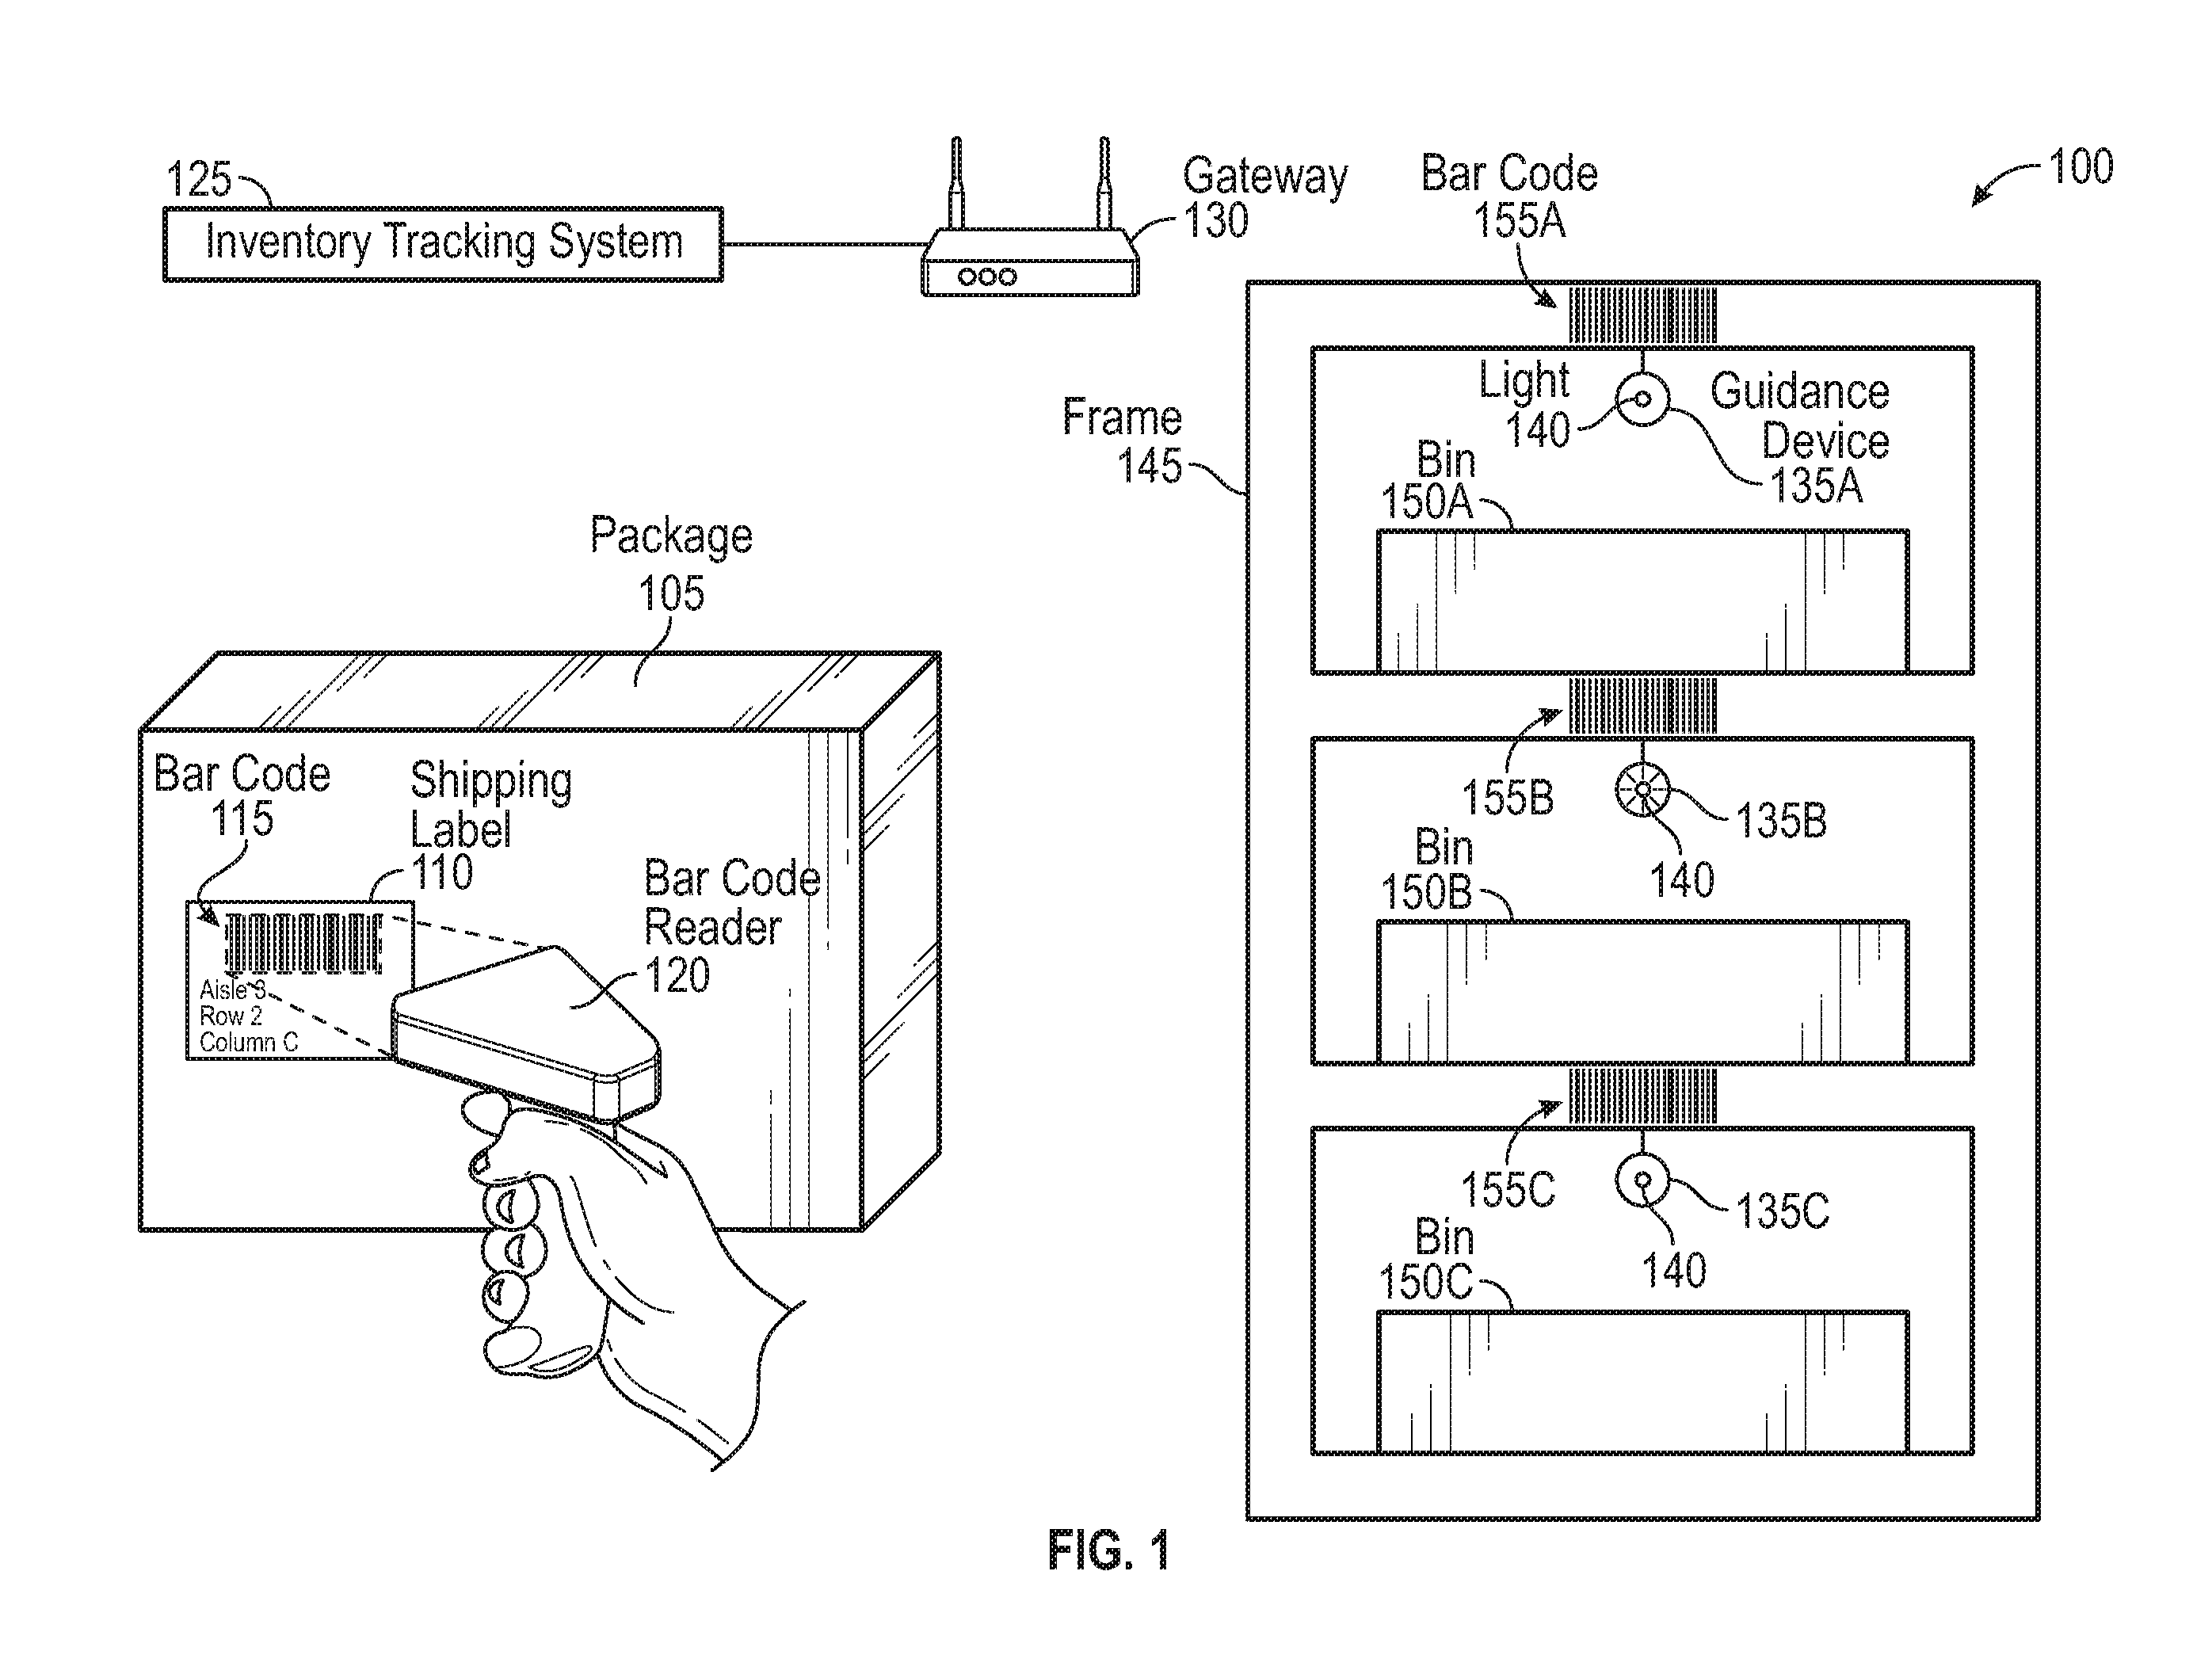 125
Inventory Tracking System
Gateway
130
Bar Code
155A
100
Frame
145
Light
140
Guidance
Device
135A
Bin
150A
Package
105
Bar Code
115
Shipping
Label
110
Bar Code
Reader
120
Aisle 3
Row 2
Column C
155B
135B
140
Bin
150B
155C
135C
140
Bin
150C
FIG. 1